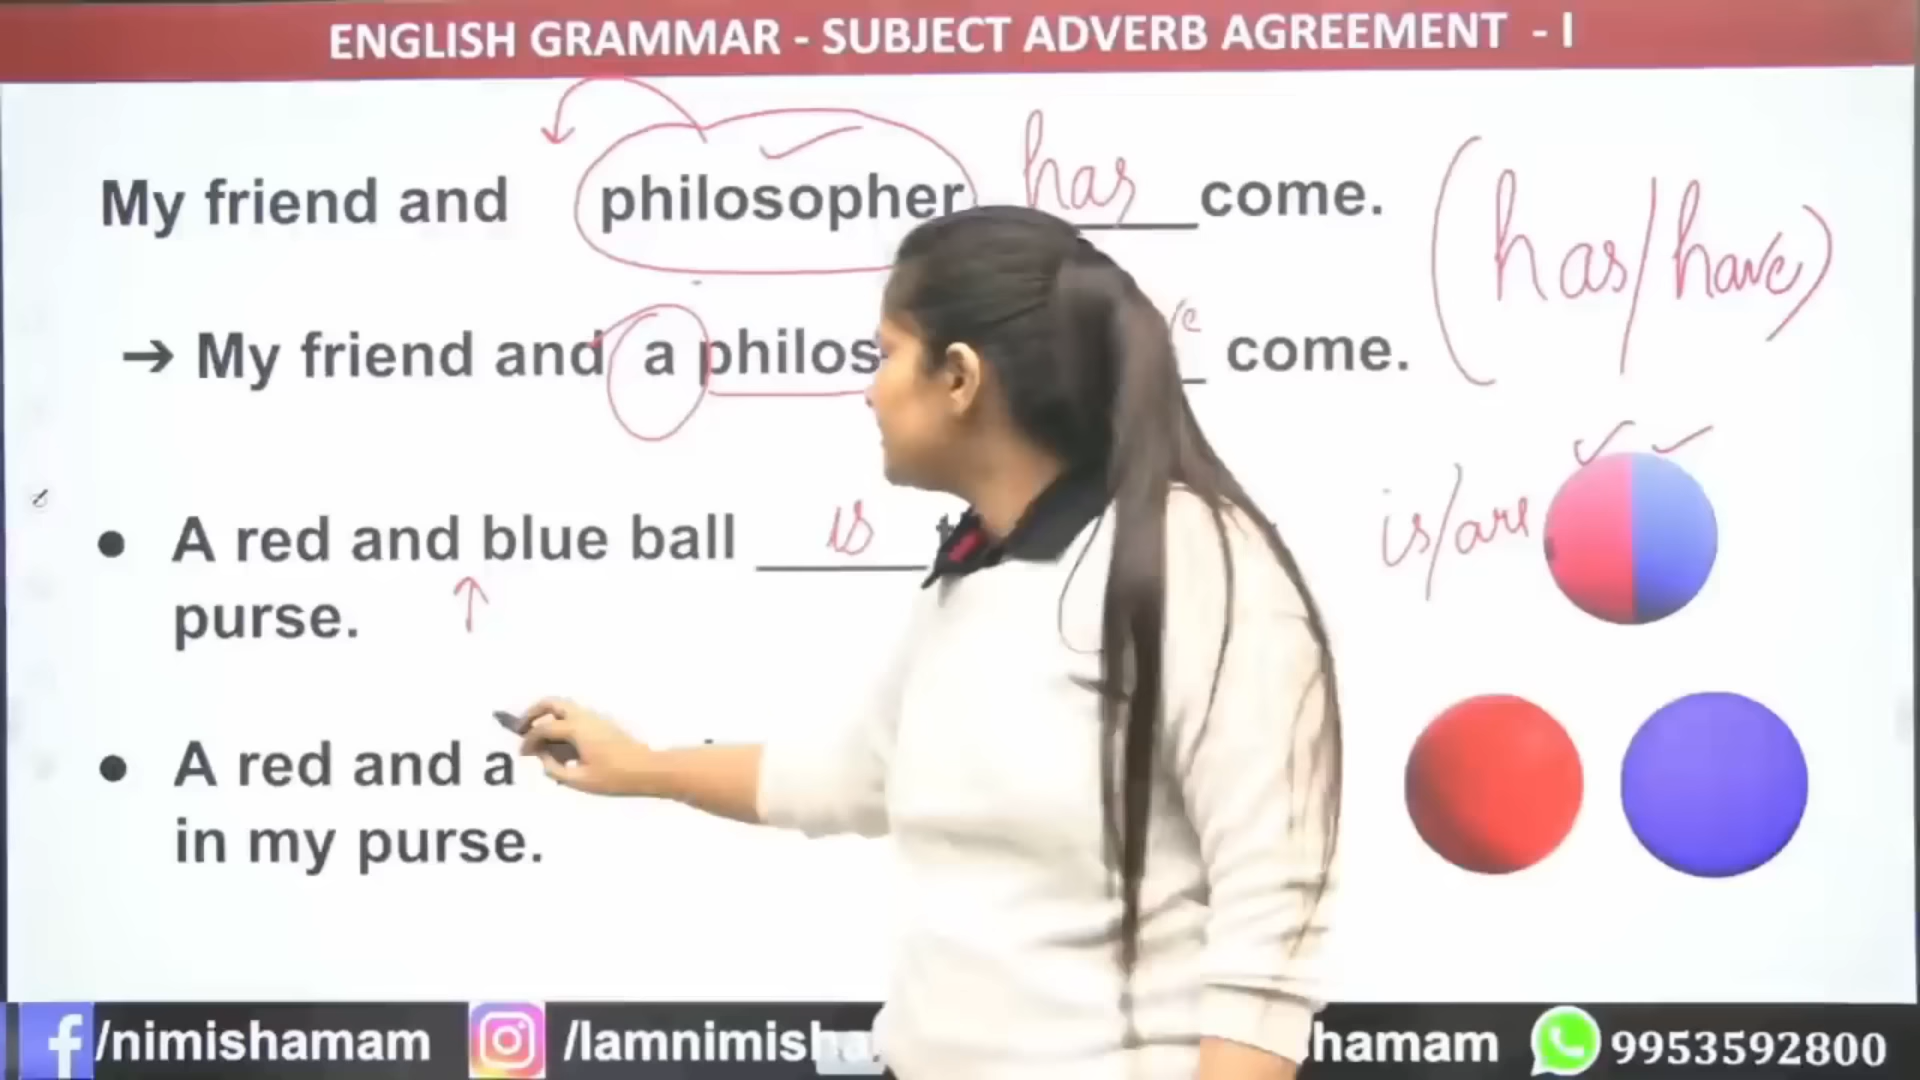 ENGLISH GRAMMAR - SUBJECT ADVERB AGREEMENT - I
My friend and philosopher has come. (has/have)
→ My friend and a philos come.
● A red and blue ball is is/are
purse.
● A red and a
in my purse.
/nimishamam /Iamnimisha. hamam 9953592800